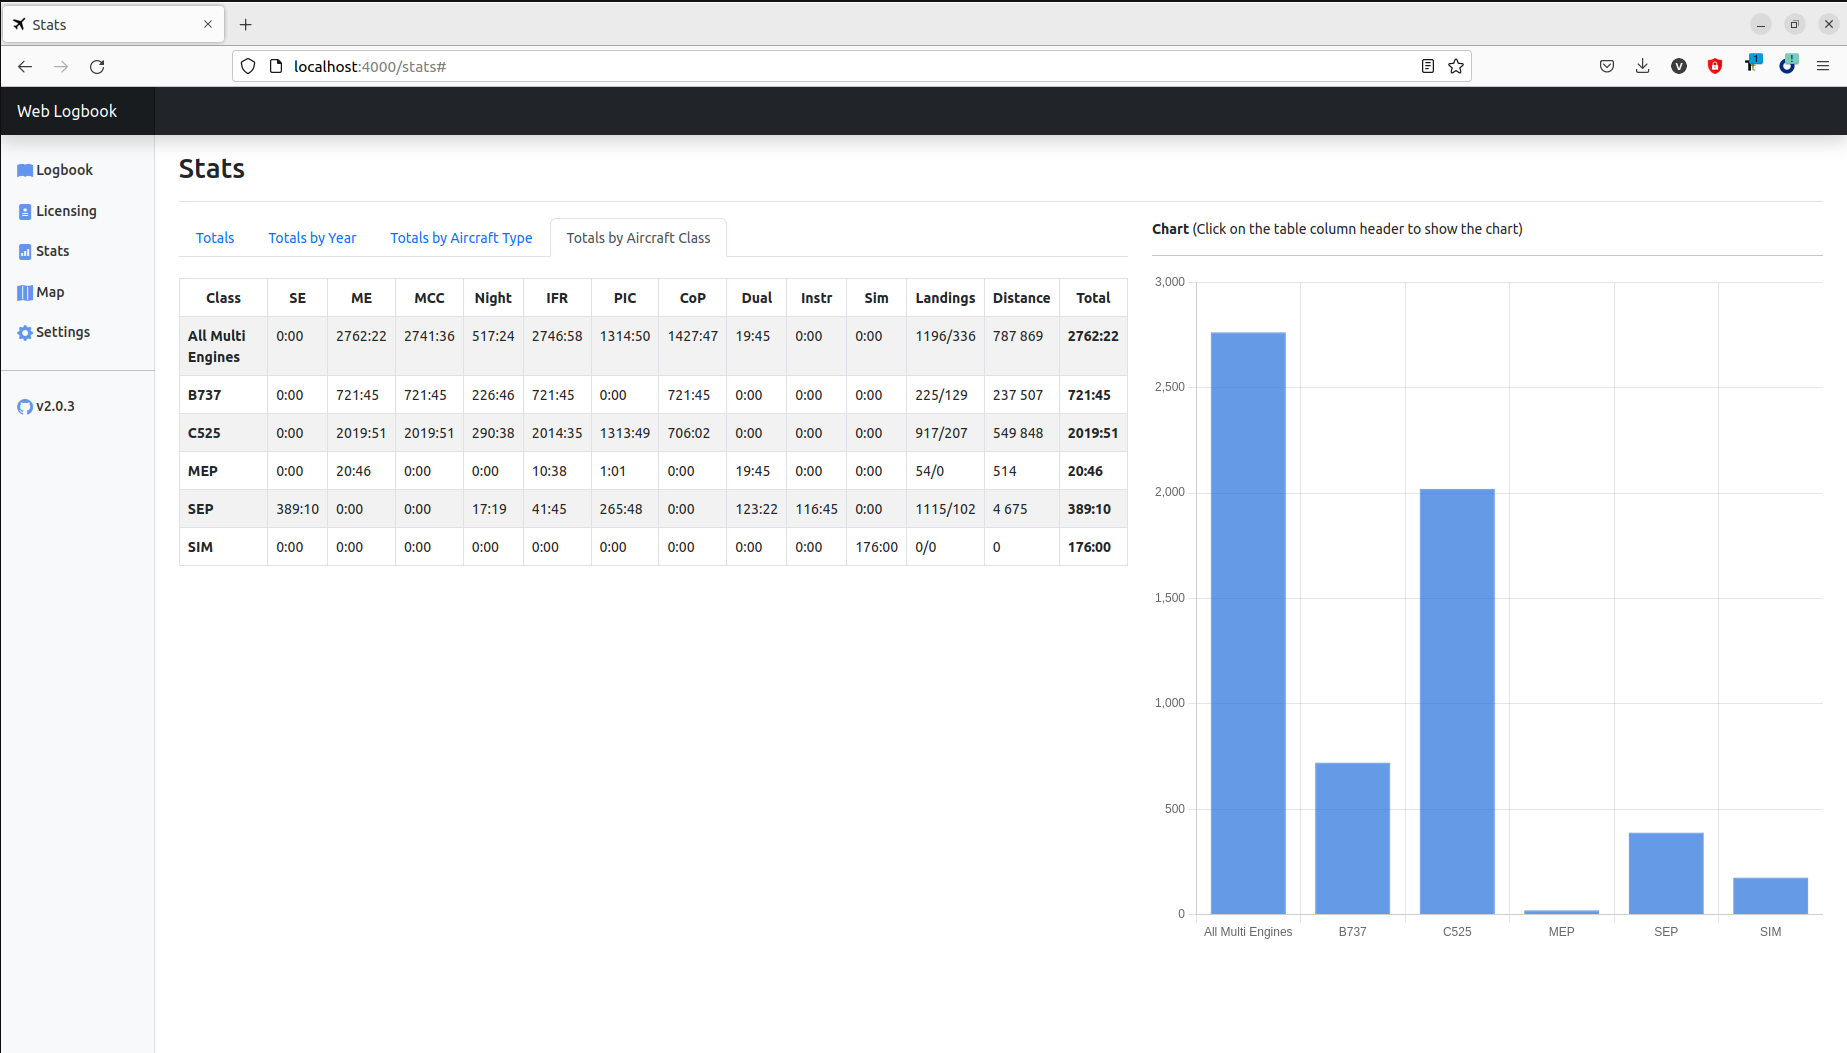 Stats
localhost:4000/stats#
V
1
!
Web Logbook
Logbook
Licensing
Stats
Map
Settings
v2.0.3
Stats
Totals Totals by Year Totals by Aircraft Type Totals by Aircraft Class
Class SE ME MCC Night IFR PIC CoP Dual Instr Sim Landings Distance Total
All Multi Engines 0:00 2762:22 2741:36 517:24 2746:58 1314:50 1427:47 19:45 0:00 0:00 1196/336 787 869 2762:22
B737 0:00 721:45 721:45 226:46 721:45 0:00 721:45 0:00 0:00 0:00 225/129 237 507 721:45
C525 0:00 2019:51 2019:51 290:38 2014:35 1313:49 706:02 0:00 0:00 0:00 917/207 549 848 2019:51
MEP 0:00 20:46 0:00 0:00 10:38 1:01 0:00 19:45 0:00 0:00 54/0 514 20:46
SEP 389:10 0:00 0:00 17:19 41:45 265:48 0:00 123:22 116:45 0:00 1115/102 4 675 389:10
SIM 0:00 0:00 0:00 0:00 0:00 0:00 0:00 0:00 0:00 176:00 0/0 0 176:00
Chart (Click on the table column header to show the chart)
3,000
2,500
2,000
1,500
1,000
500
0
All Multi Engines B737 C525 MEP SEP SIM